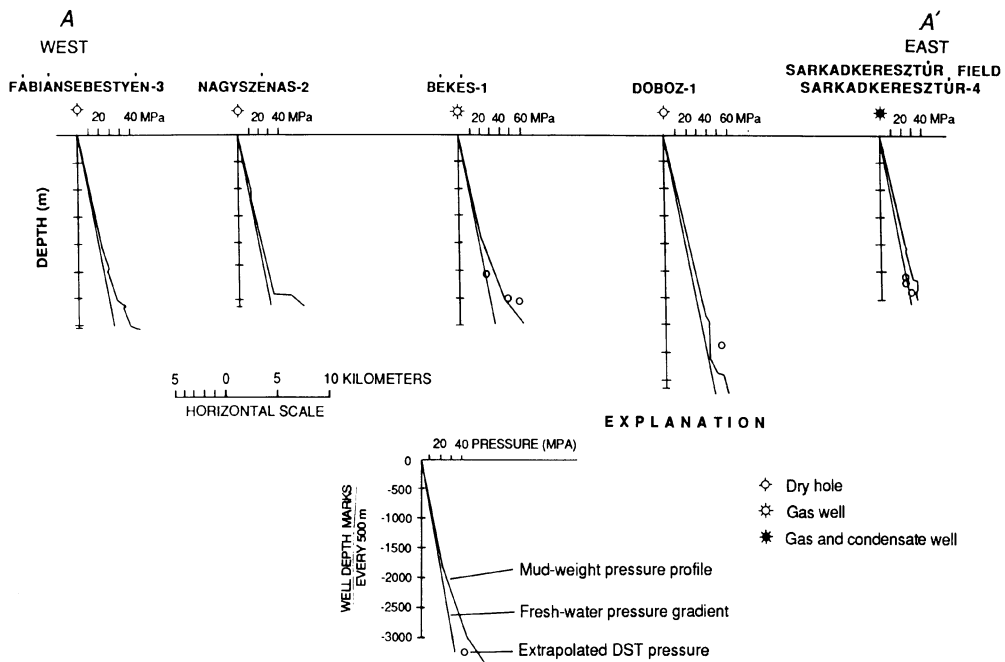 A
WEST
A′
EAST
FÁBIÁNSEBESTYÉN-3
NAGYSZÉNÁS-2
BÉKÉS-1
DOBOZ-1
SARKADKERESZTÚR FIELD
SARKADKERESZTÚR-4
20 40 MPa
20 40 MPa
20 40 60 MPa
20 40 60 MPa
20 40 MPa
DEPTH (m)
5 0 5 10 KILOMETERS
HORIZONTAL SCALE
EXPLANATION
20 40 PRESSURE (MPA)
WELL DEPTH MARKS
EVERY 500 m
0
-500
-1000
-1500
-2000
-2500
-3000
Mud-weight pressure profile
Fresh-water pressure gradient
Extrapolated DST pressure
Dry hole
Gas well
Gas and condensate well